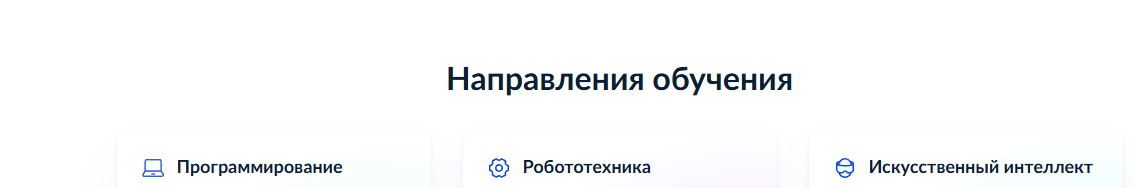 Направления обучения
Программирование
Робототехника
Искусственный интеллект